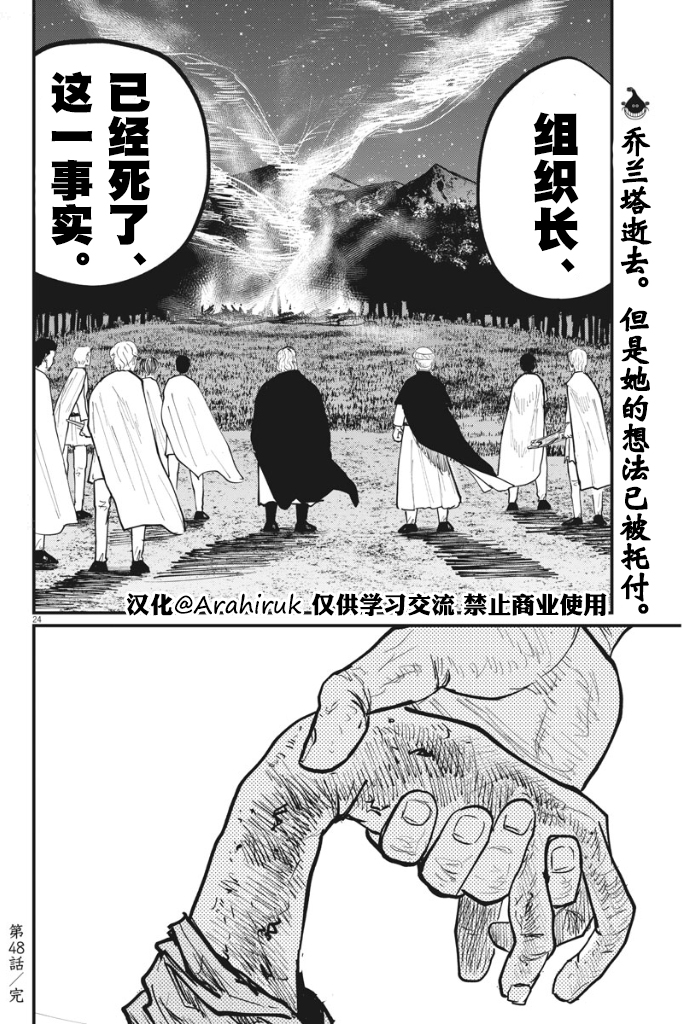 组织长、
已经死了、
这一事实。
乔兰塔逝去。 但是她的想法已被托付。
汉化@Arahiruk 仅供学习交流 禁止商业使用
24
第48話/完